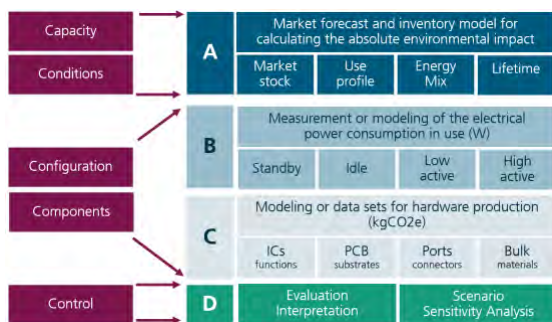 Capacity
Conditions
Configuration
Components
Control
A
Market forecast and inventory model for
calculating the absolute environmental impact
Market
stock
Use
profile
Energy
Mix
Lifetime
B
Measurement or modeling of the electrical
power consumption in use (W)
Standby
Idle
Low
active
High
active
C
Modeling or data sets for hardware production
(kgCO2e)
ICs
functions
PCB
substrates
Ports
connectors
Bulk
materials
D
Evaluation
Interpretation
Scenario
Sensitivity Analysis